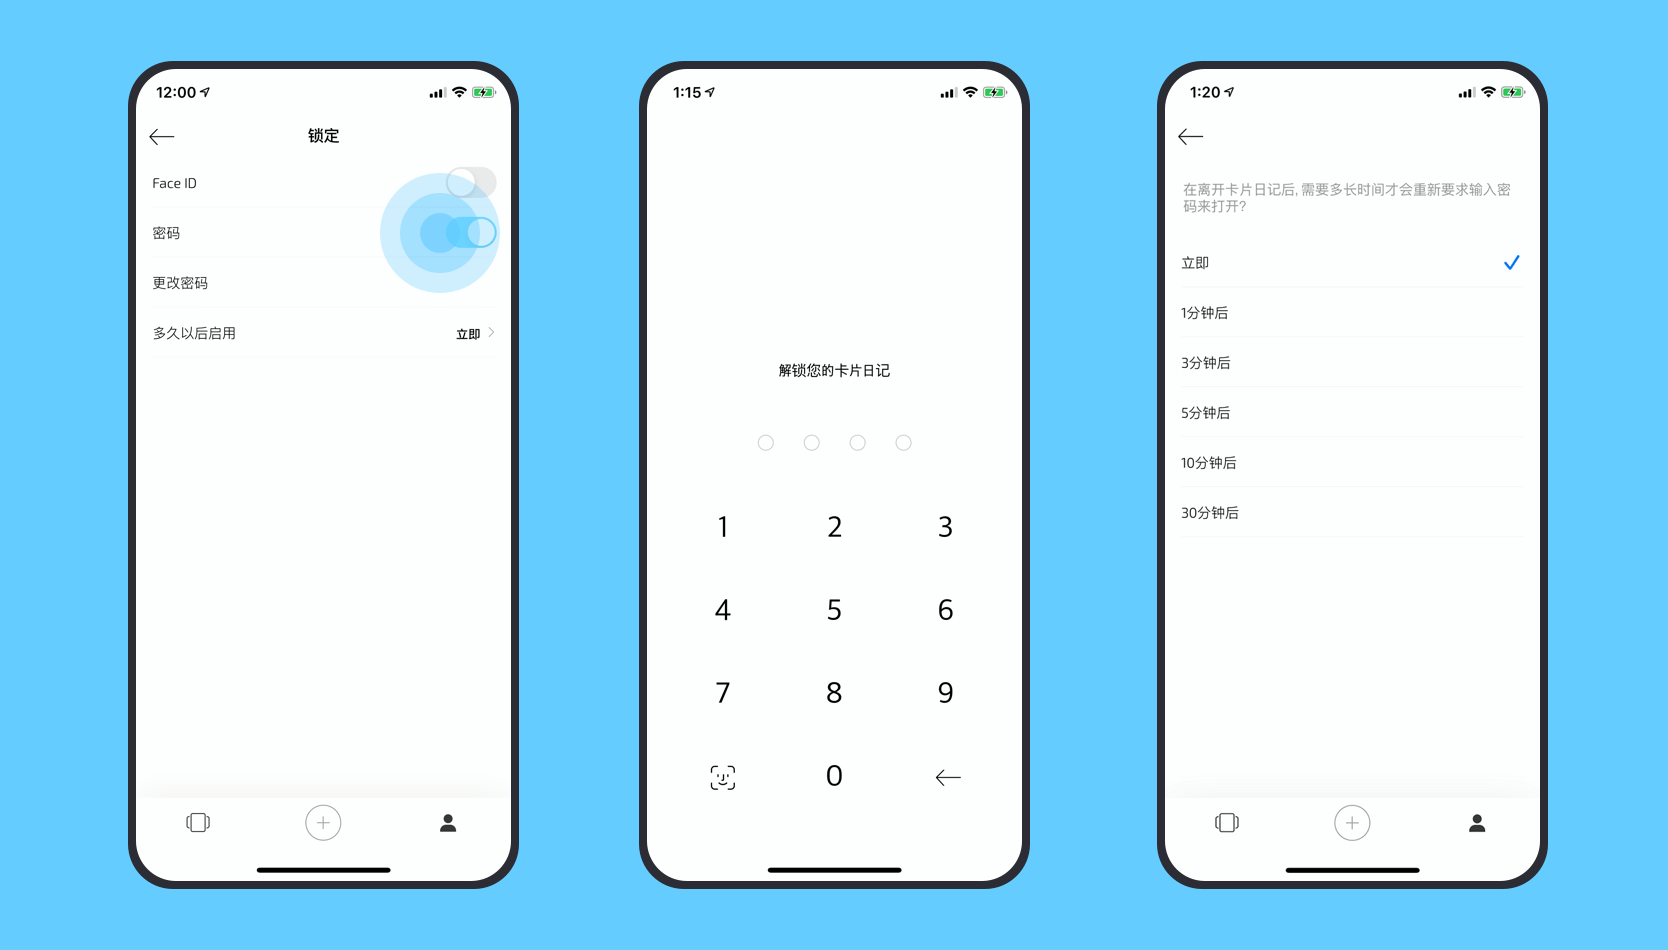 12:00
锁定
Face ID
密码
更改密码
多久以后启用
立即
1:15
解锁您的卡片日记
1
2
3
4
5
6
7
8
9
0
1:20
在离开卡片日记后, 需要多长时间才会重新要求输入密
码来打开?
立即
1分钟后
3分钟后
5分钟后
10分钟后
30分钟后